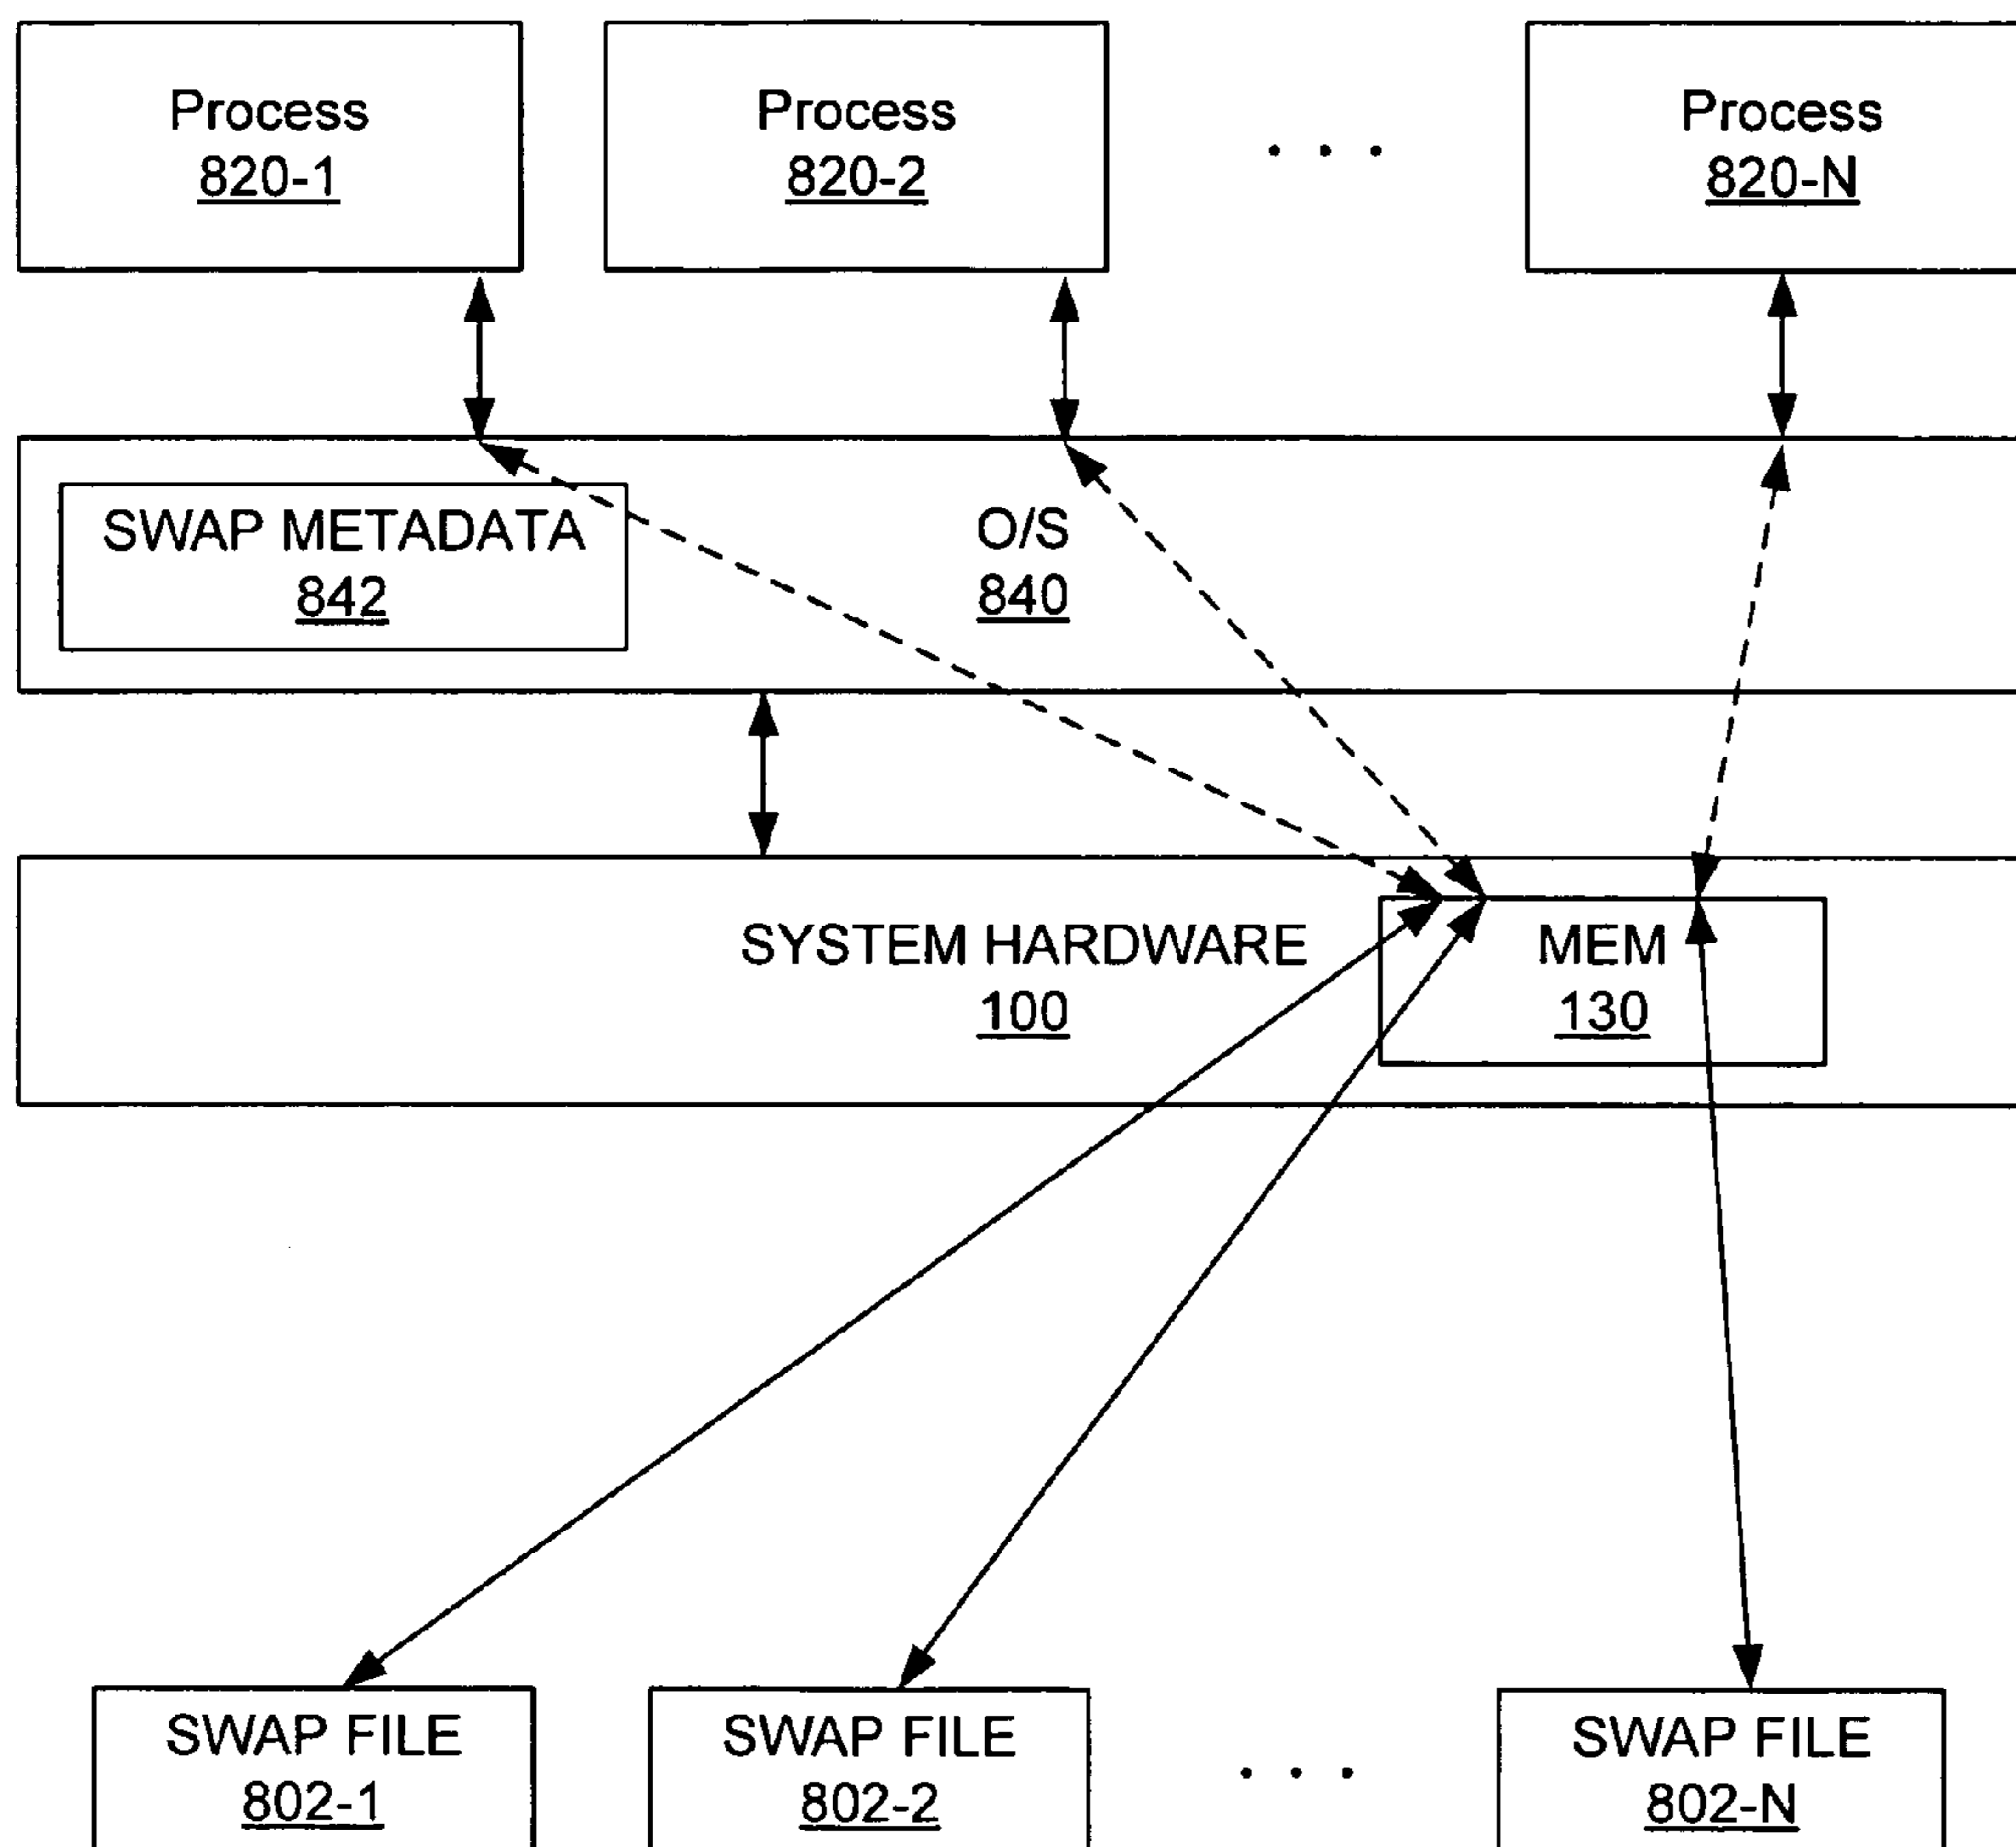 Process
820-1
Process
820-2
. . .
Process
820-N
SWAP METADATA
842
O/S
840
SYSTEM HARDWARE
100
MEM
130
SWAP FILE
802-1
SWAP FILE
802-2
. . .
SWAP FILE
802-N